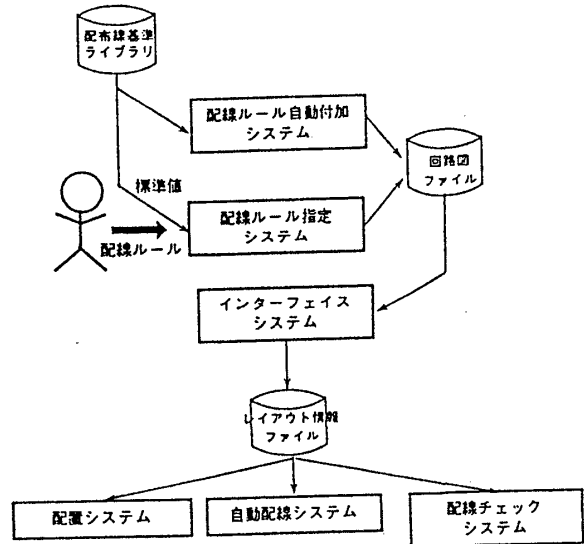 配布線基準
ライブラリ
配線ルール自動付加
システム
回路図
ファイル
標準値
配線ルール指定
システム
配線ルール
インターフェイス
システム
レイアウト情報
ファイル
配置システム
自動配線システム
配線チェック
システム